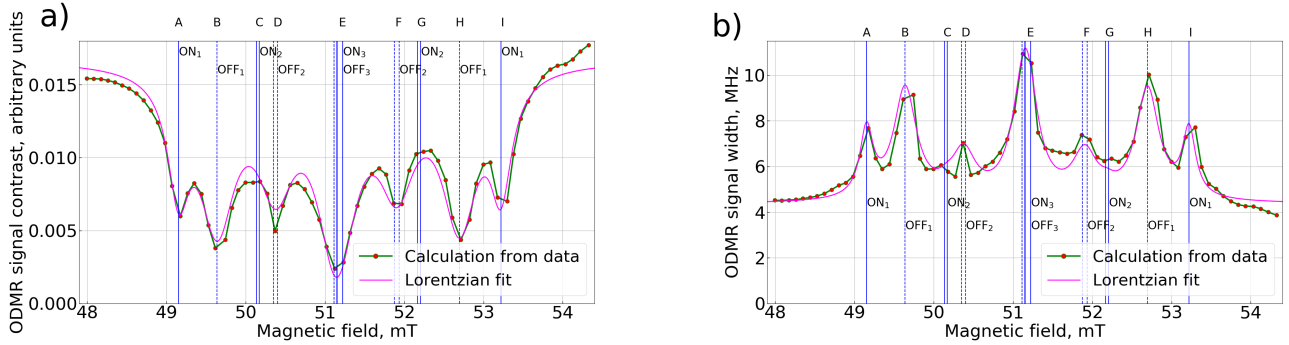 a)
A B C D E F G H I
ON1 ON2 ON3 ON2 ON1
OFF1 OFF2 OFF3 OFF2 OFF1
ODMR signal contrast, arbitrary units
0.015
0.010
0.005
0.000
Calculation from data
Lorentzian fit
48 49 50 51 52 53 54
Magnetic field, mT
b)
A B C D E F G H I
ODMR signal width, MHz
10
8
6
4
2
0
ON1 ON2 ON3 ON2 ON1
OFF1 OFF2 OFF3 OFF2 OFF1
Calculation from data
Lorentzian fit
48 49 50 51 52 53 54
Magnetic field, mT